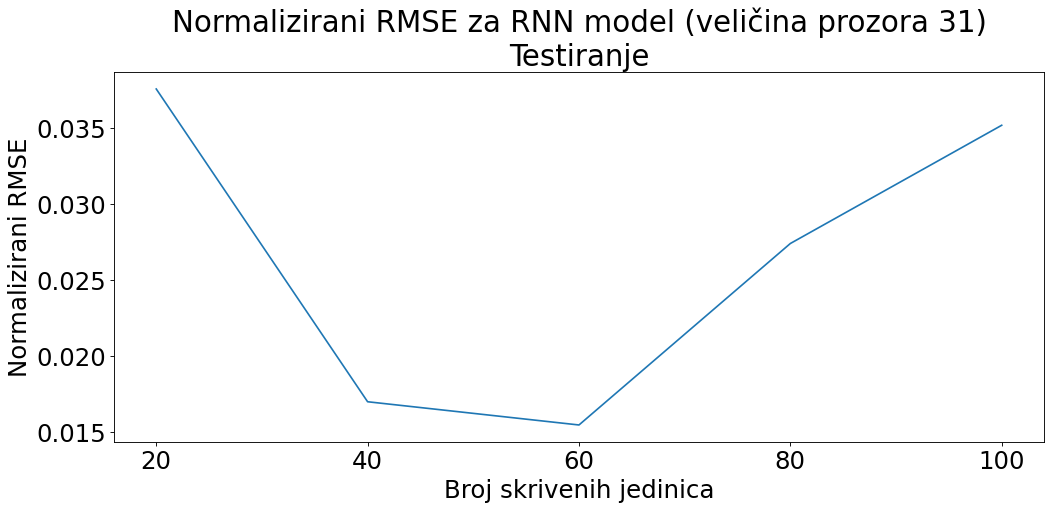 Normalizirani RMSE za RNN model (veličina prozora 31)
Testiranje
Normalizirani RMSE
0.035
0.030
0.025
0.020
0.015
20 40 60 80 100
Broj skrivenih jedinica